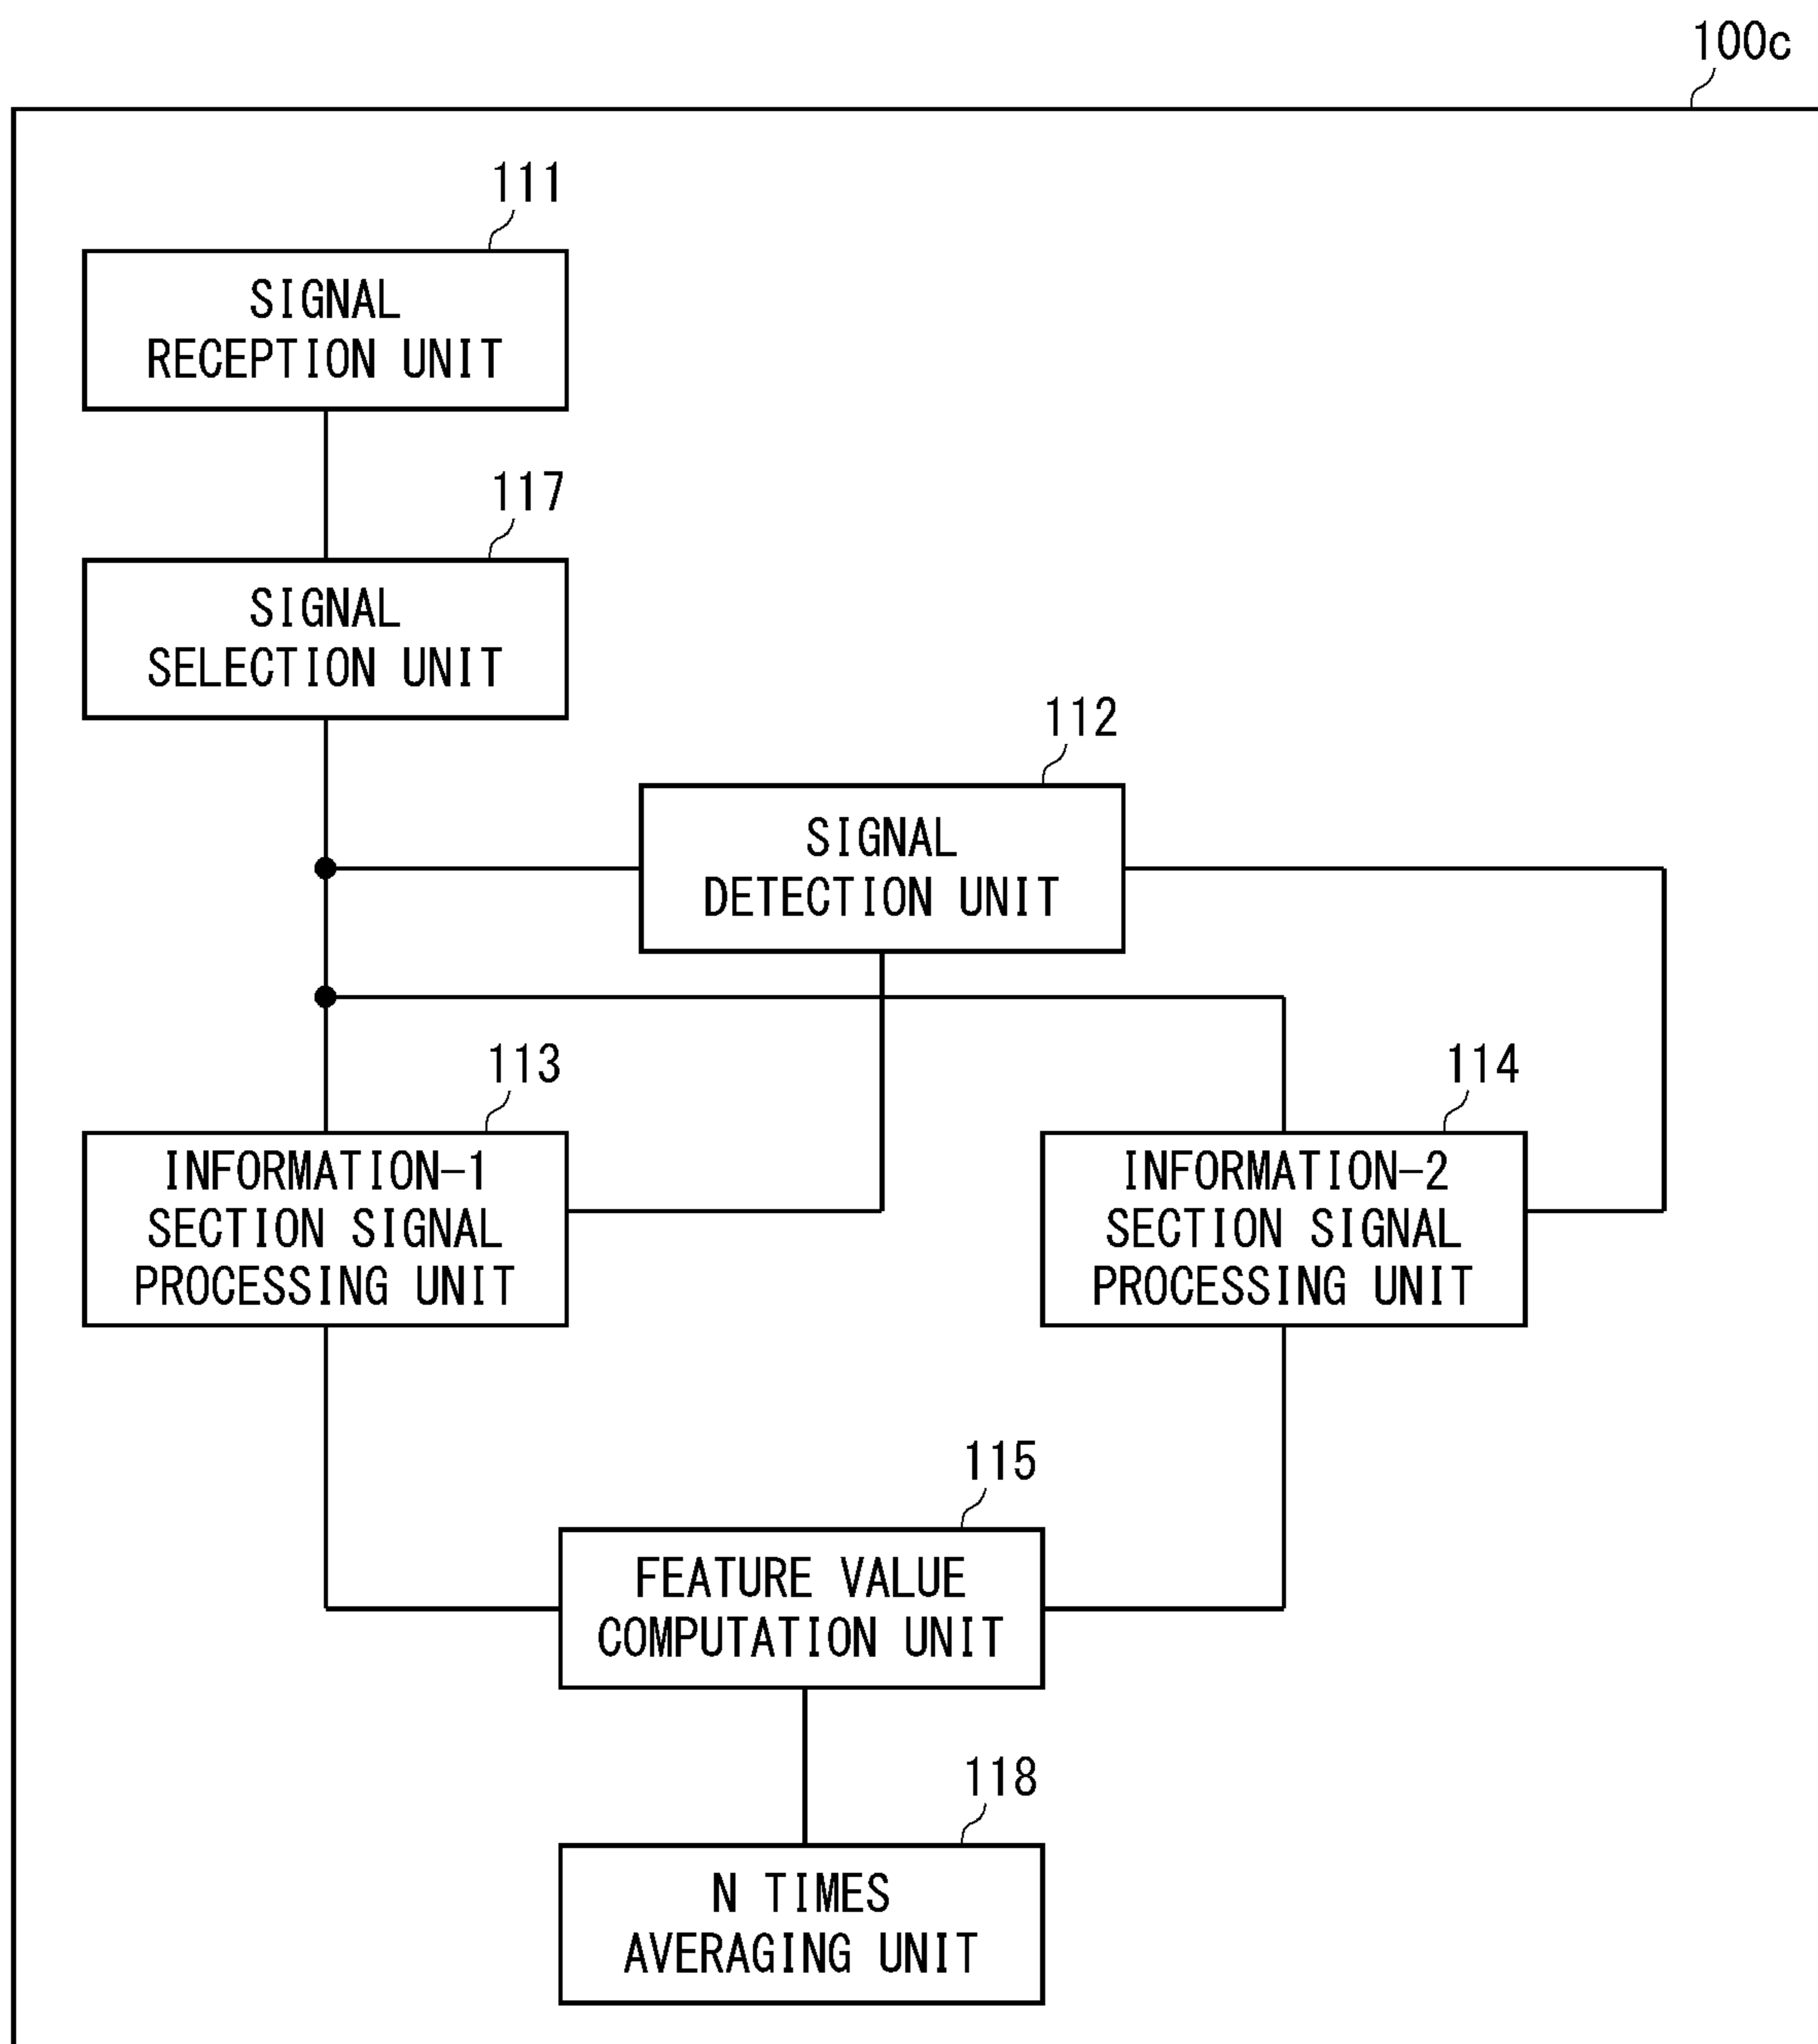 100c
111
SIGNAL
RECEPTION UNIT
117
SIGNAL
SELECTION UNIT
112
SIGNAL
DETECTION UNIT
113
INFORMATION-1
SECTION SIGNAL
PROCESSING UNIT
114
INFORMATION-2
SECTION SIGNAL
PROCESSING UNIT
115
FEATURE VALUE
COMPUTATION UNIT
118
N TIMES
AVERAGING UNIT